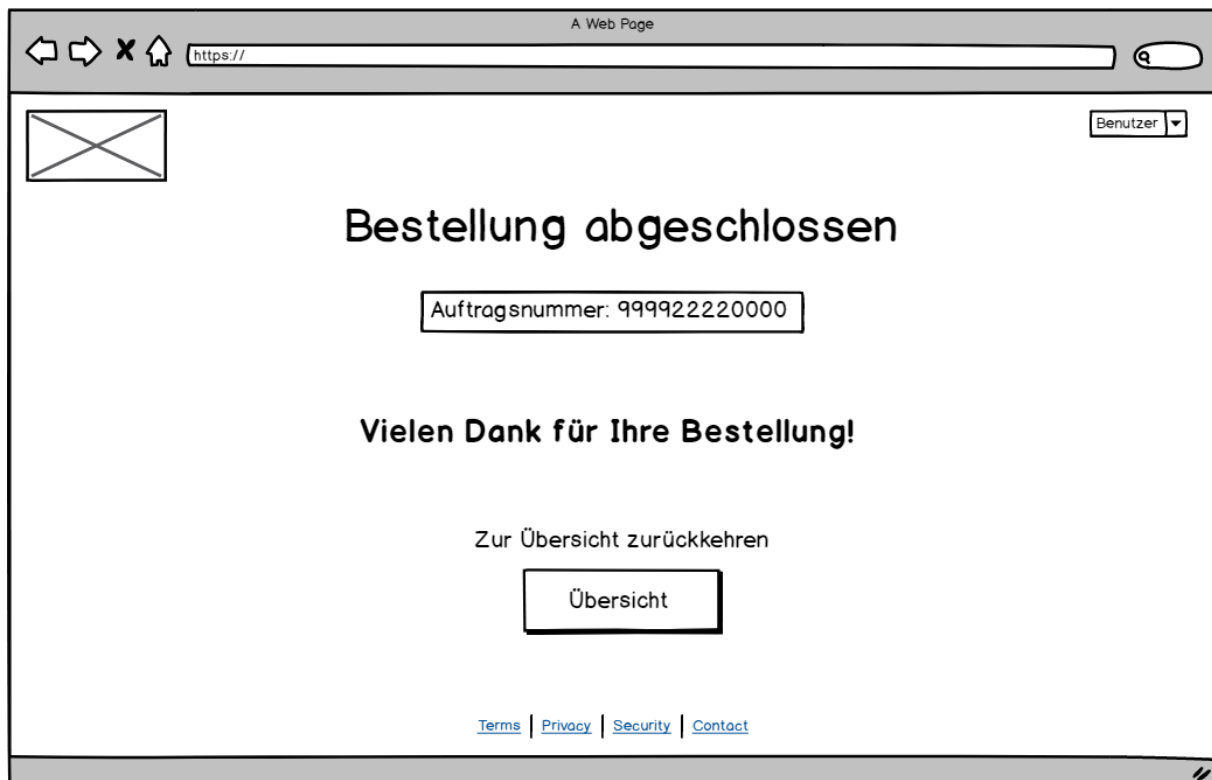 A Web Page
https://
Benutzer
Bestellung abgeschlossen
Auftragsnummer: 999922220000
Vielen Dank für Ihre Bestellung!
Zur Übersicht zurückkehren
Übersicht
Terms | Privacy | Security | Contact